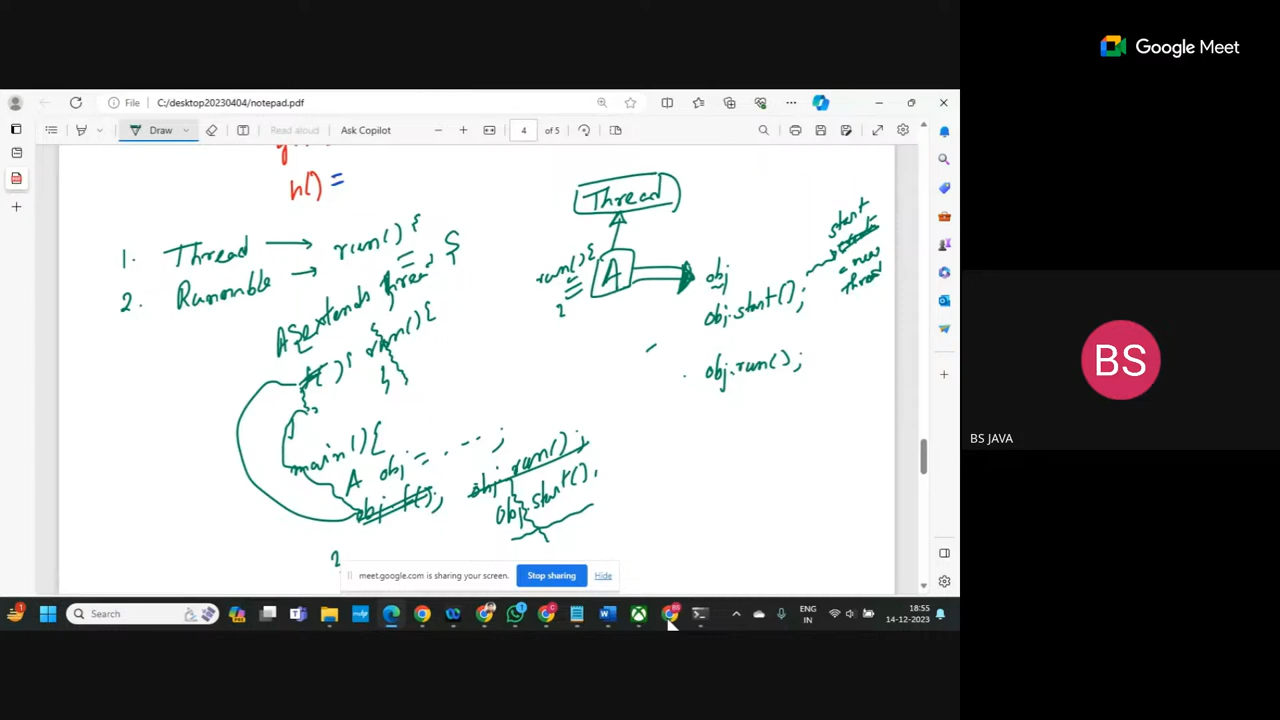 Google Meet
File C:/desktop20230404/notepad.pdf
Draw Read aloud Ask Copilot 4 of 5
h() =
1. Thread → run() {
2. Runnable →
A extends Thread
run() {
main() {
A obj = - - - ;
obj.f();
obj.run();
obj.start();
2
Thread
run() {
A
2
obj
obj.start();
start
a new
Thread
obj.run();
BS
BS JAVA
meet.google.com is sharing your screen. Stop sharing Hide
Search
ENG
IN
18:55
14-12-2023